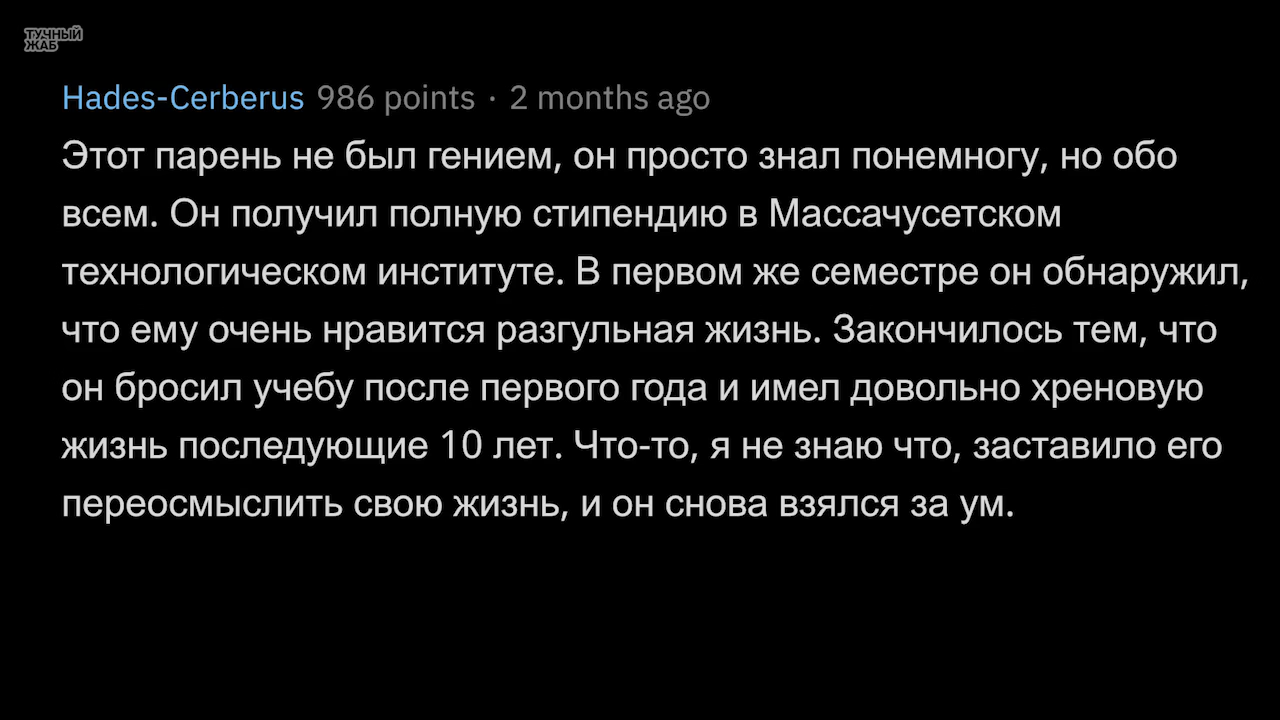 ТУЧНЫЙ
ЖАБ
Hades-Cerberus 986 points · 2 months ago
Этот парень не был гением, он просто знал понемногу, но обо
всем. Он получил полную стипендию в Массачусетском
технологическом институте. В первом же семестре он обнаружил,
что ему очень нравится разгульная жизнь. Закончилось тем, что
он бросил учебу после первого года и имел довольно хреновую
жизнь последующие 10 лет. Что-то, я не знаю что, заставило его
переосмыслить свою жизнь, и он снова взялся за ум.